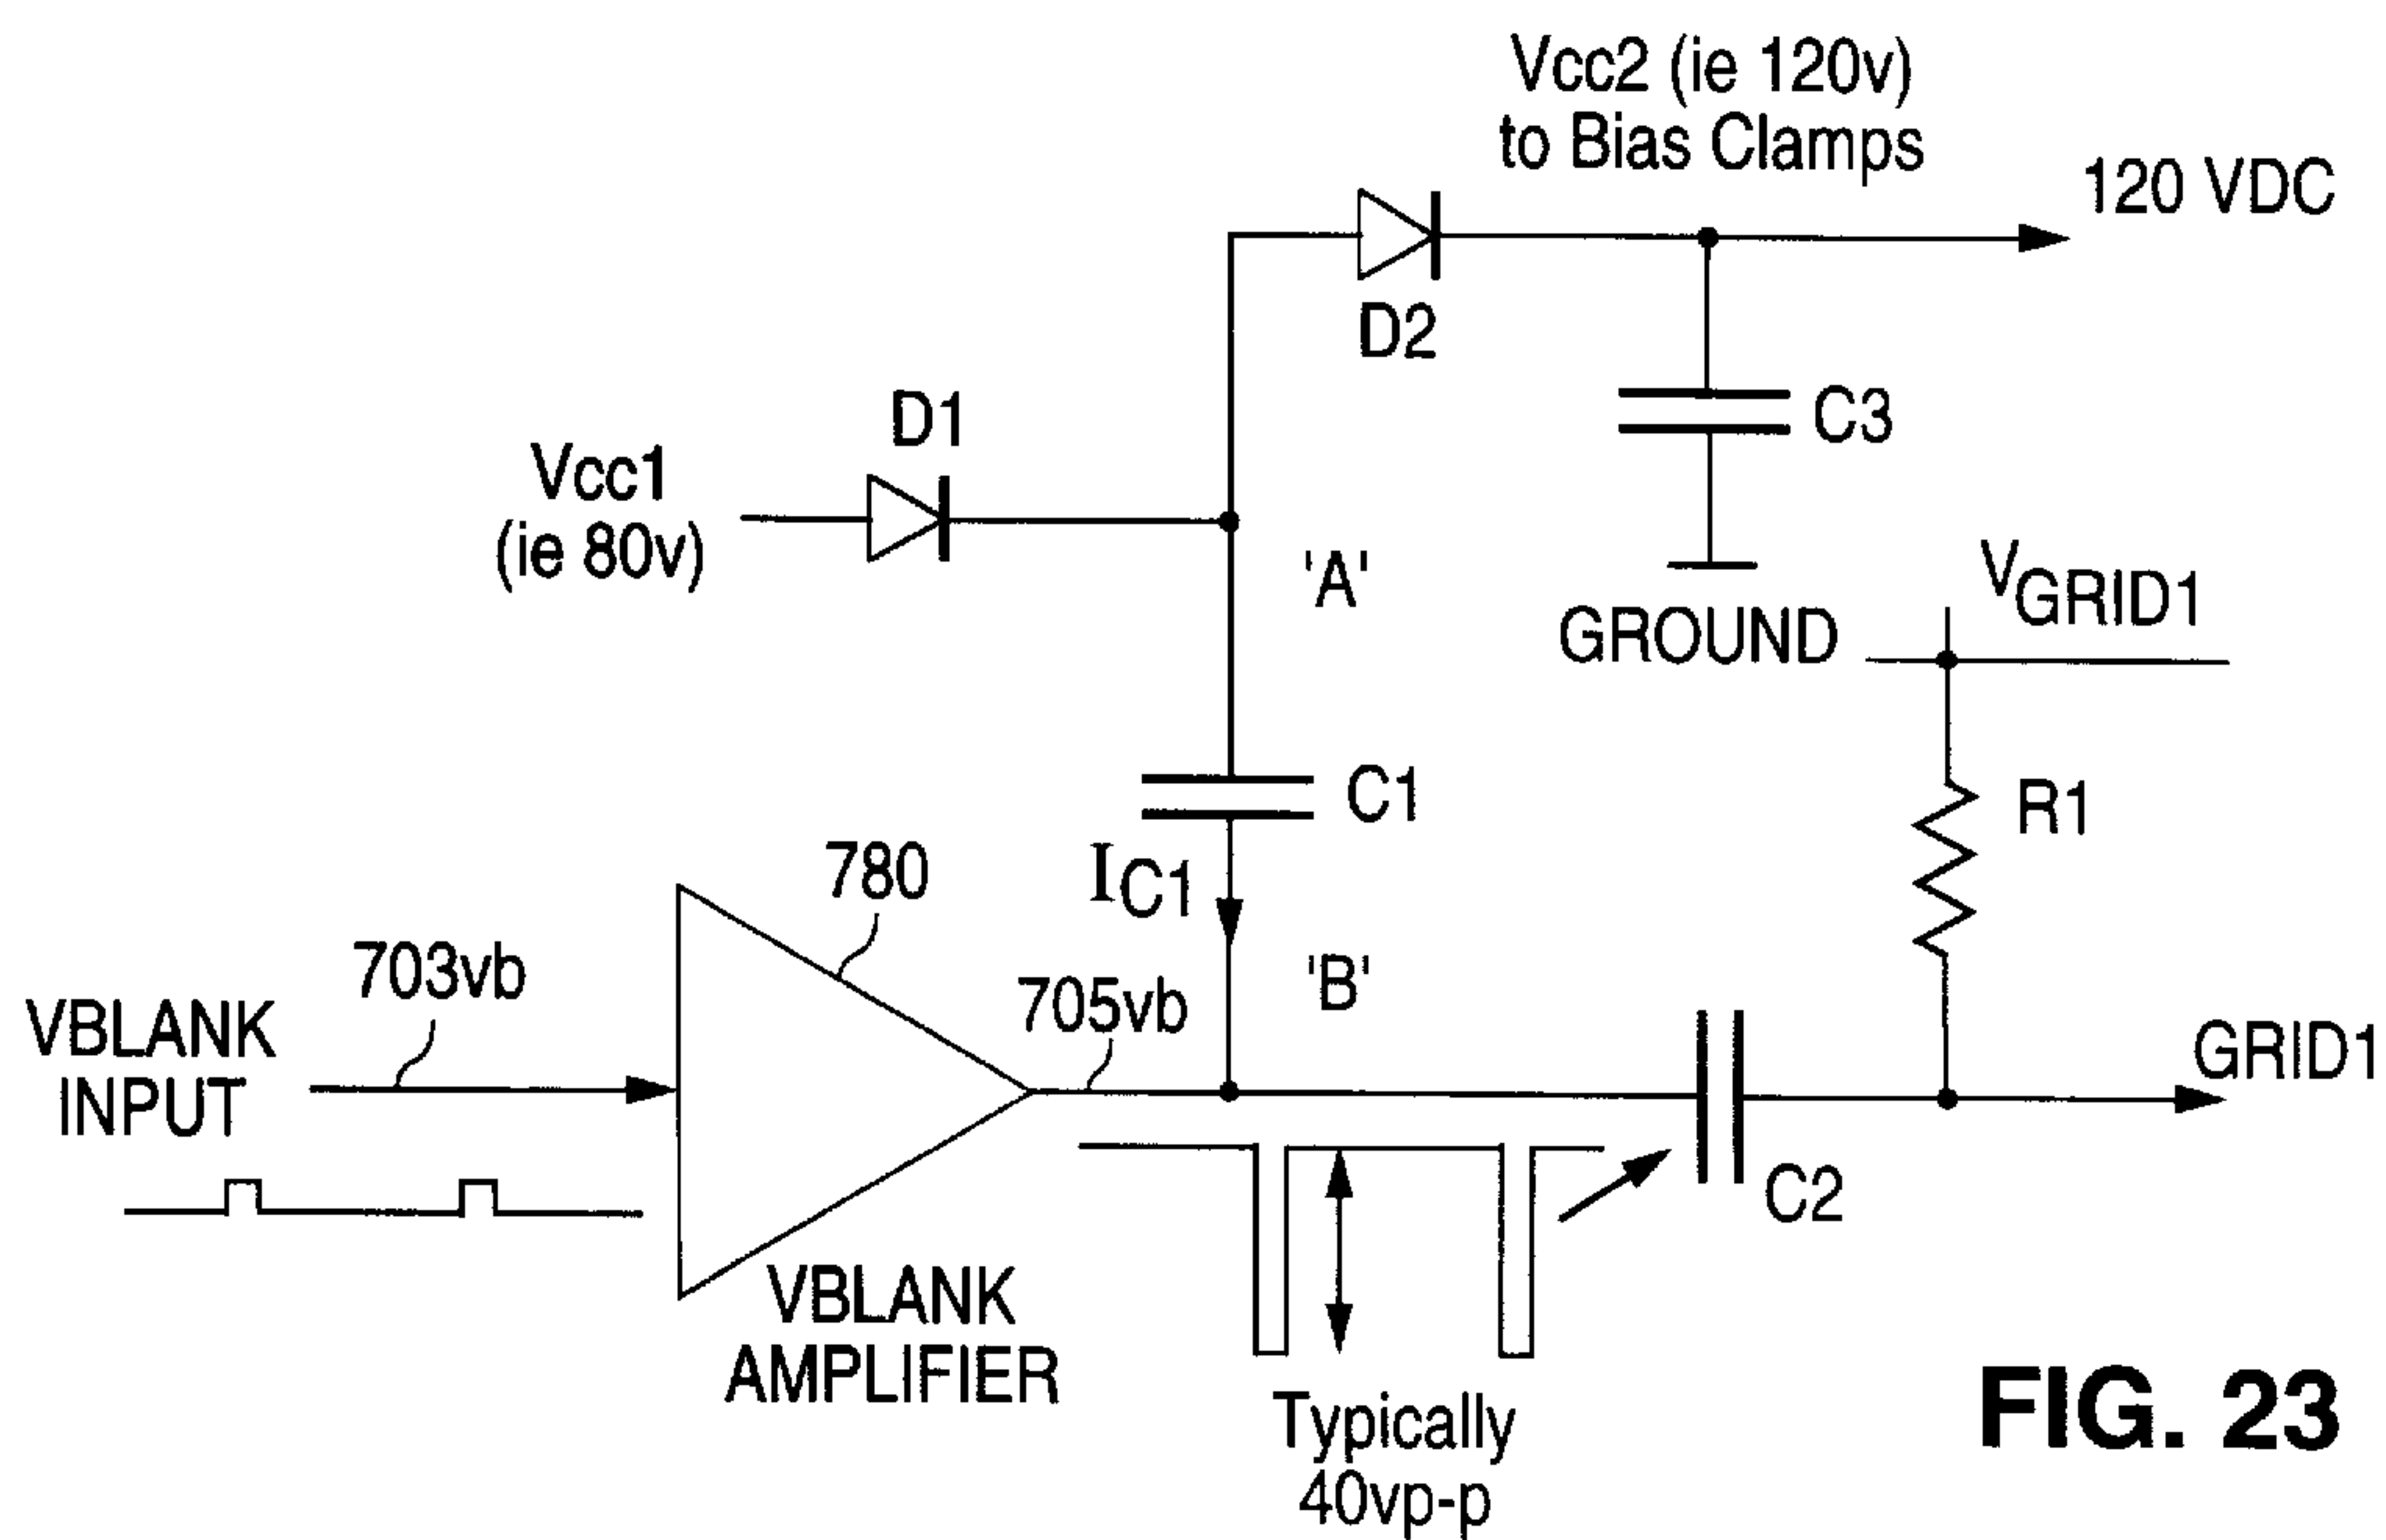 Vcc2 (ie 120v)
to Bias Clamps
120 VDC
D2
D1
C3
Vcc1
(ie 80v)
'A'
GROUND
VGRID1
C1
R1
780
IC1
703vb
705vb
'B'
VBLANK
INPUT
GRID1
C2
VBLANK
AMPLIFIER
Typically
40vp-p
FIG. 23